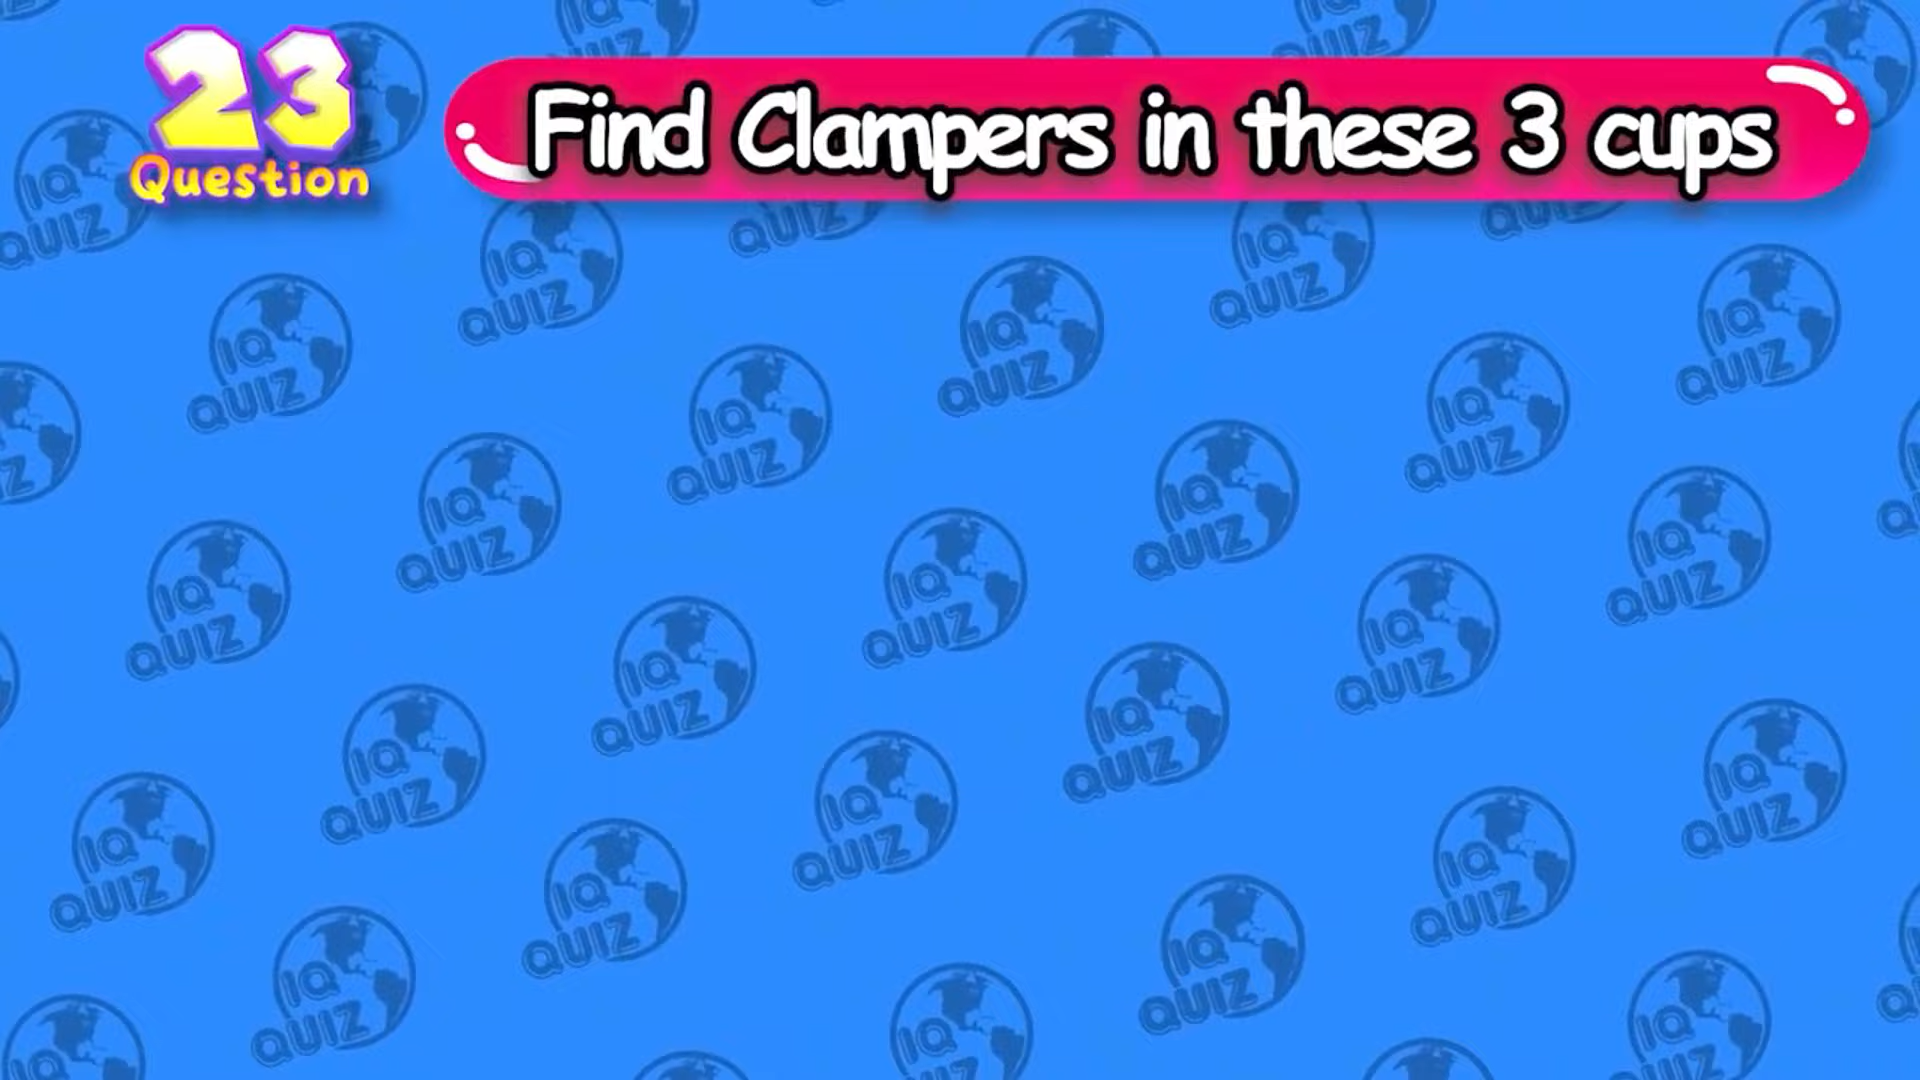 23
Question
Find Clampers in these 3 cups
IQ
QUIZ